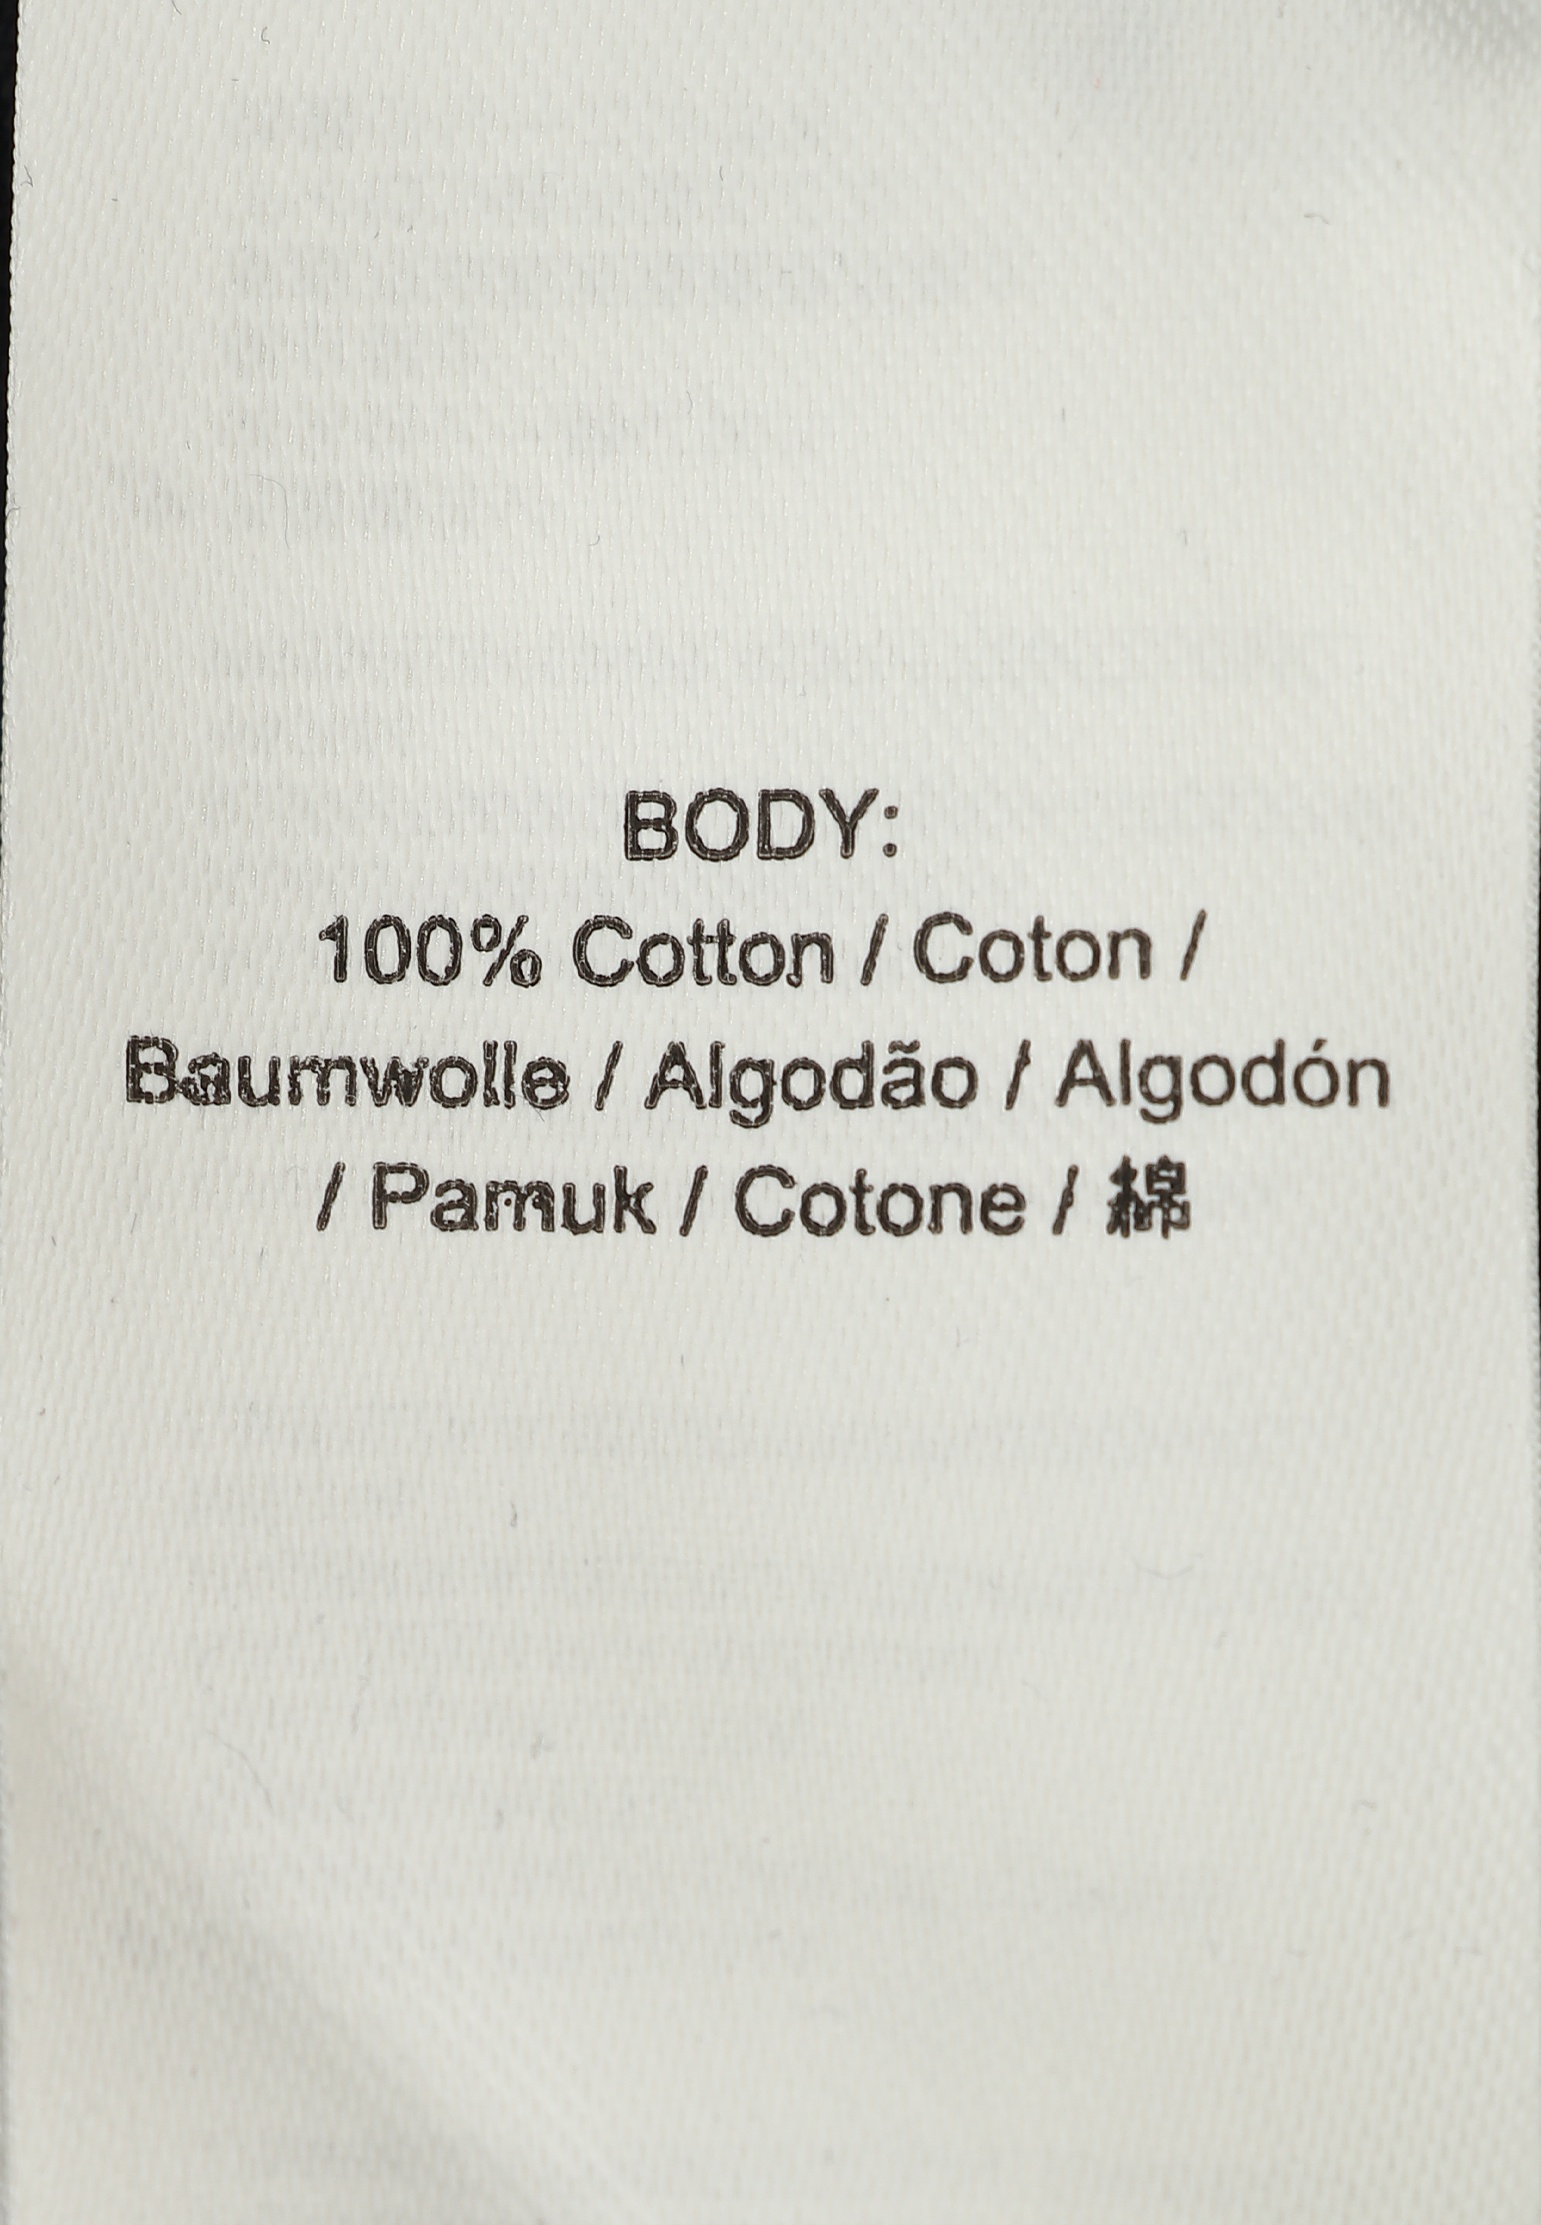 BODY:
100% Cotton / Coton /
Baumwolle / Algodão / Algodón
/ Pamuk / Cotone / 綿